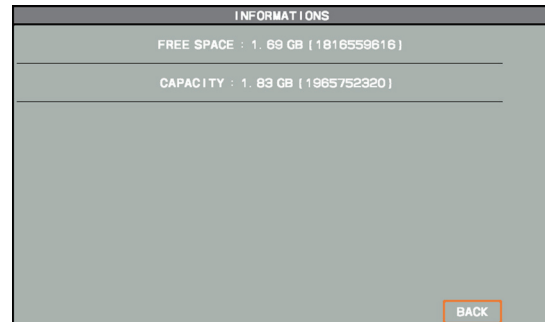 INFORMATIONS
FREE SPACE : 1. 69 GB [1816559616]
CAPACITY : 1. 83 GB [1965752320]
BACK